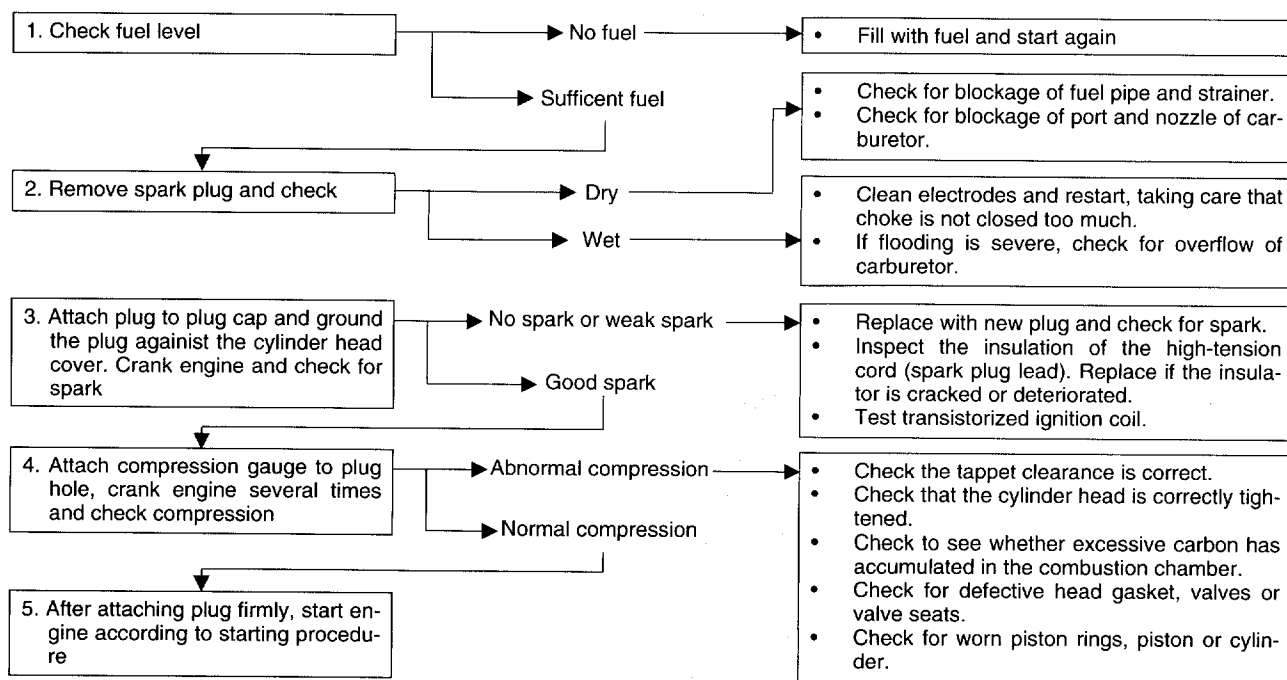 1. Check fuel level
No fuel
• Fill with fuel and start again
Sufficent fuel
• Check for blockage of fuel pipe and strainer.
• Check for blockage of port and nozzle of car-
buretor.
2. Remove spark plug and check
Dry
Wet
• Clean electrodes and restart, taking care that
choke is not closed too much.
• If flooding is severe, check for overflow of
carburetor.
3. Attach plug to plug cap and ground
the plug againist the cylinder head
cover. Crank engine and check for
spark
No spark or weak spark
Good spark
• Replace with new plug and check for spark.
• Inspect the insulation of the high-tension
cord (spark plug lead). Replace if the insula-
tor is cracked or deteriorated.
• Test transistorized ignition coil.
4. Attach compression gauge to plug
hole, crank engine several times
and check compression
Abnormal compression
Normal compression
• Check the tappet clearance is correct.
• Check that the cylinder head is correctly tigh-
tened.
• Check to see whether excessive carbon has
accumulated in the combustion chamber.
• Check for defective head gasket, valves or
valve seats.
• Check for worn piston rings, piston or cylin-
der.
5. After attaching plug firmly, start en-
gine according to starting procedu-
re